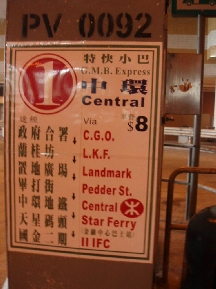 PV 0092
1
特快小巴
G.M.B. Express
中環
Central
途經
Via
$8
政府合署 C.G.O.
蘭桂坊 L.K.F.
置地廣場 Landmark
畢打街 Pedder St.
中環地鐵 Central
天星碼頭 Star Ferry
國金二期 II IFC